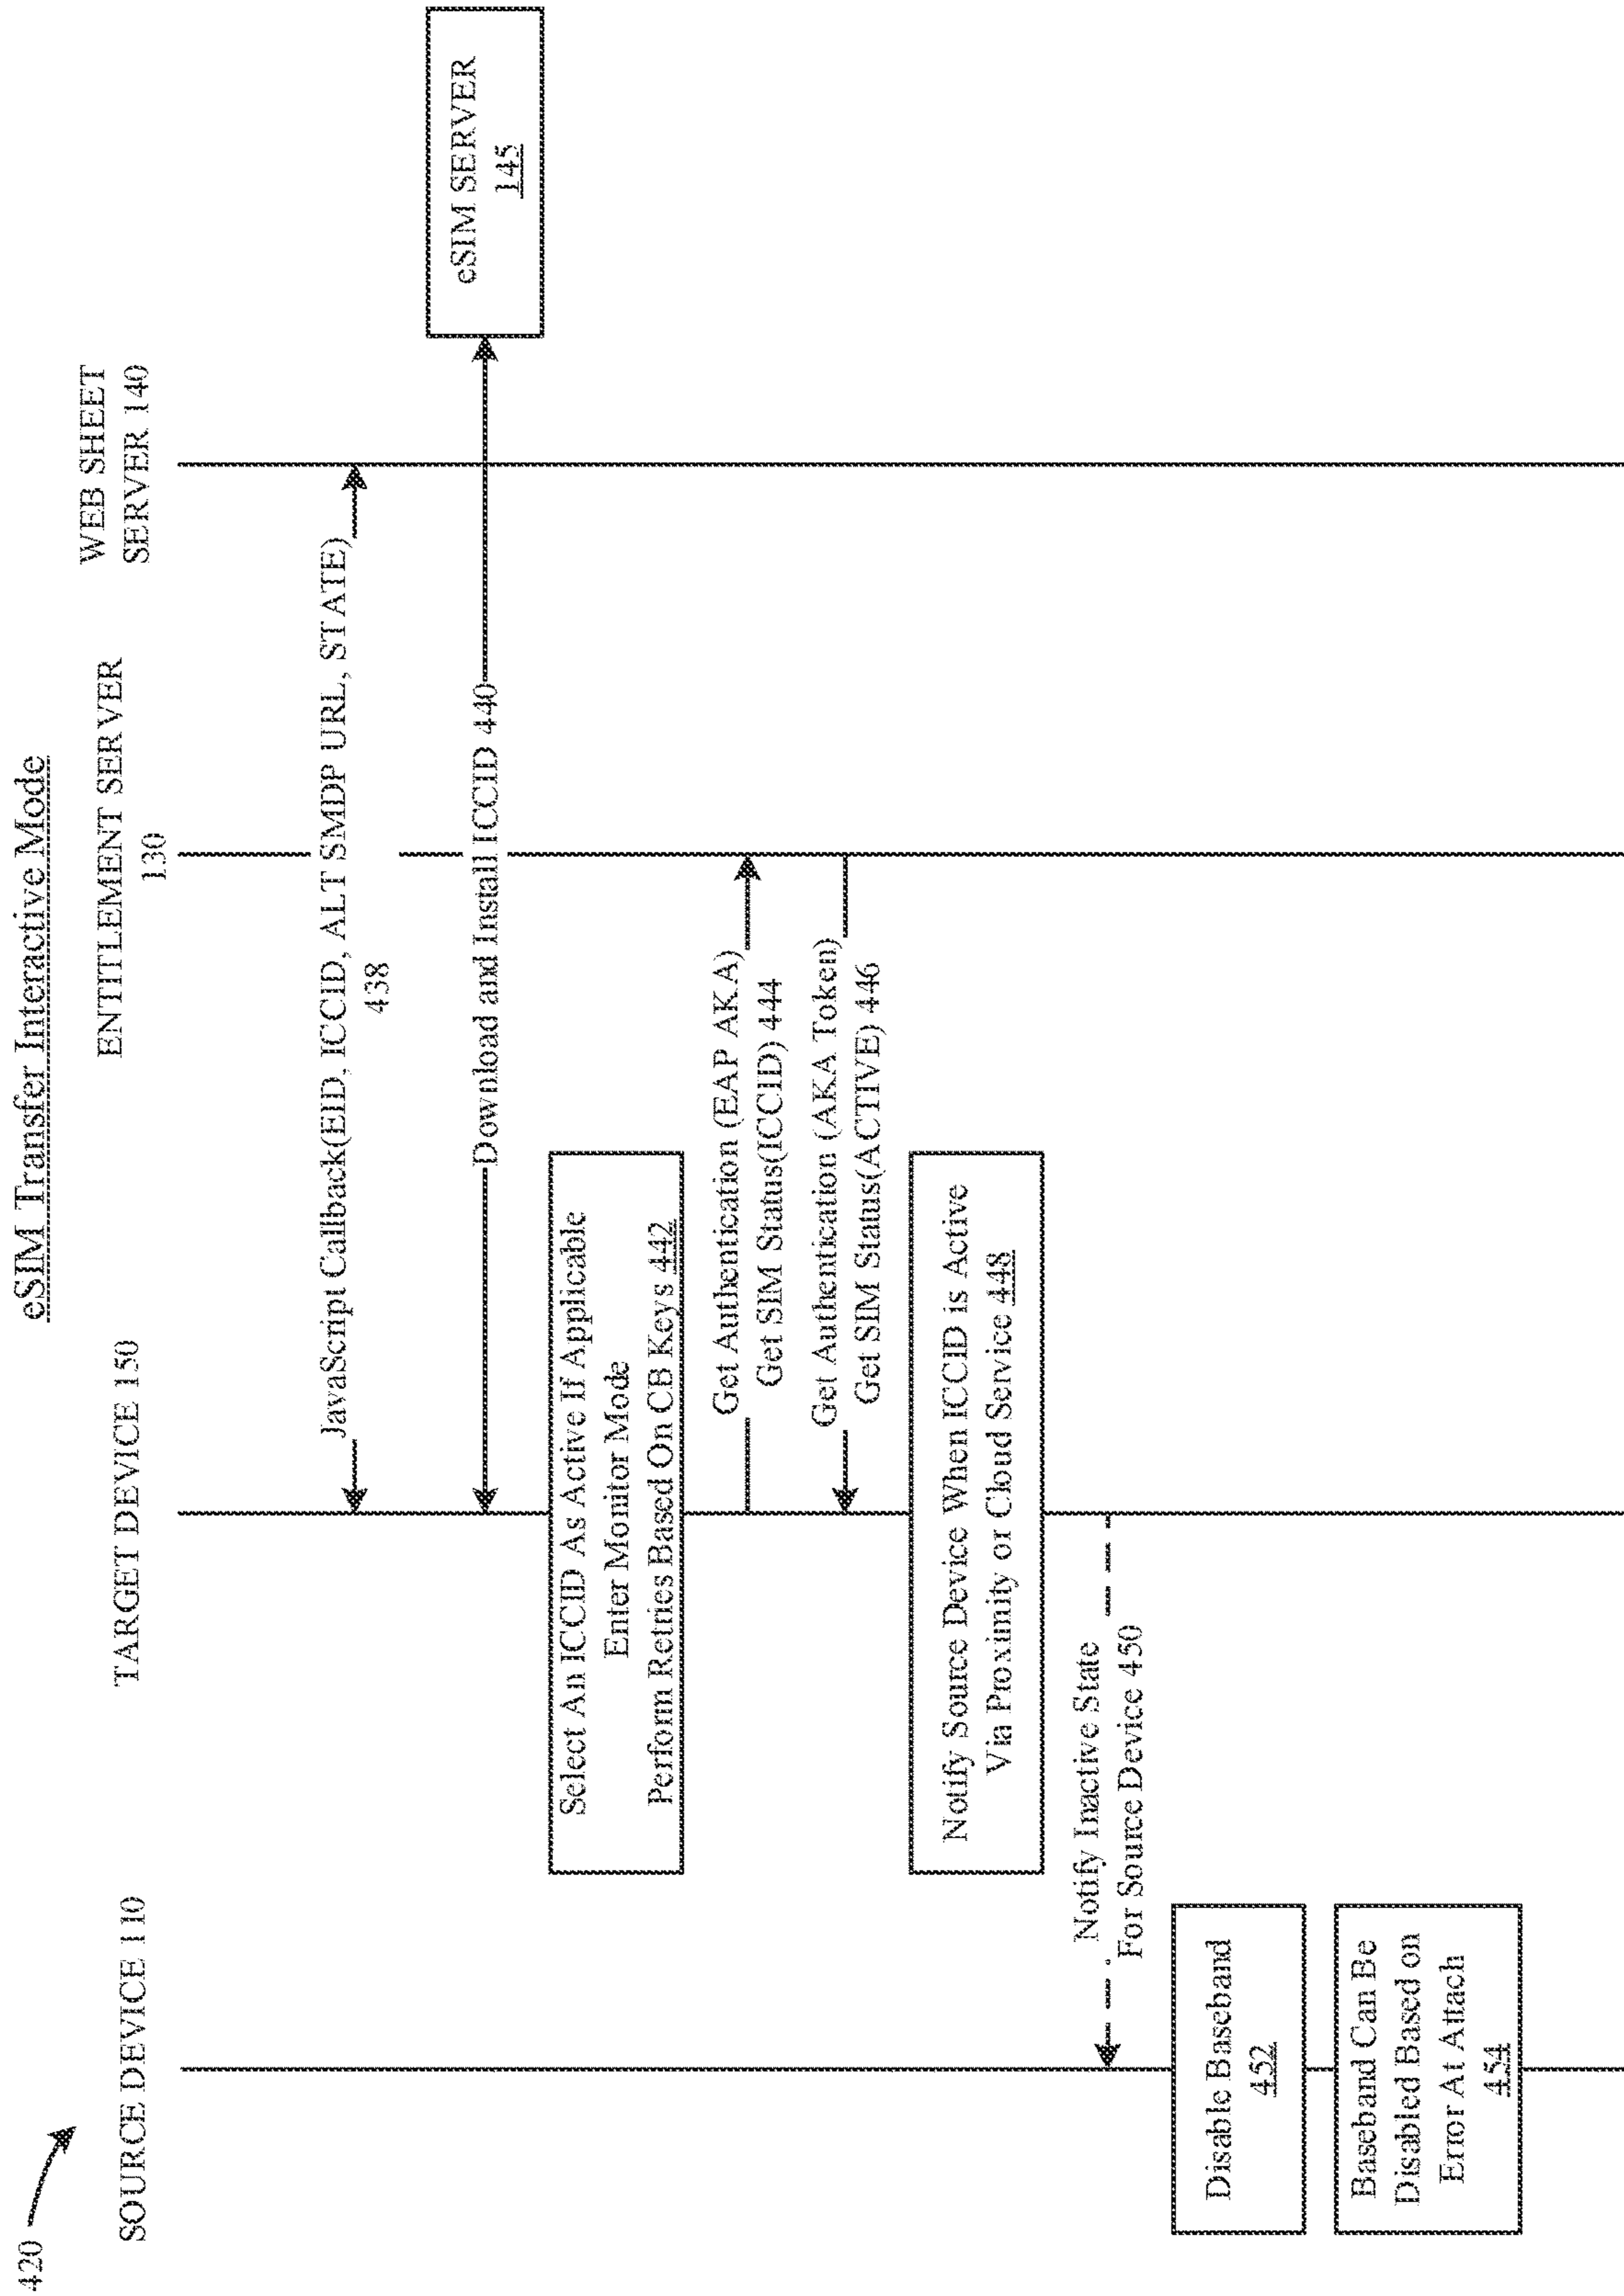 eSIM Transfer Interactive Mode
420
SOURCE DEVICE 110
TARGET DEVICE 150
ENTITLEMENT SERVER
130
WEB SHEET
SERVER 140
JavaScript Callback(EID, ICCID, ALT SMDP URL, STATE)
438
eSIM SERVER
145
Download and Install ICCID 440
Select An ICCID As Active If Applicable
Enter Monitor Mode
Perform Retries Based On CB Keys 442
Get Authentication (EAP AKA)
Get SIM Status(ICCID) 444
Get Authentication (AKA Token)
Get SIM Status(ACTIVE) 446
Notify Source Device When ICCID is Active
Via Proximity or Cloud Service 448
Notify Inactive State
For Source Device 450
Disable Baseband
452
Baseband Can Be
Disabled Based on
Error At Attach
454